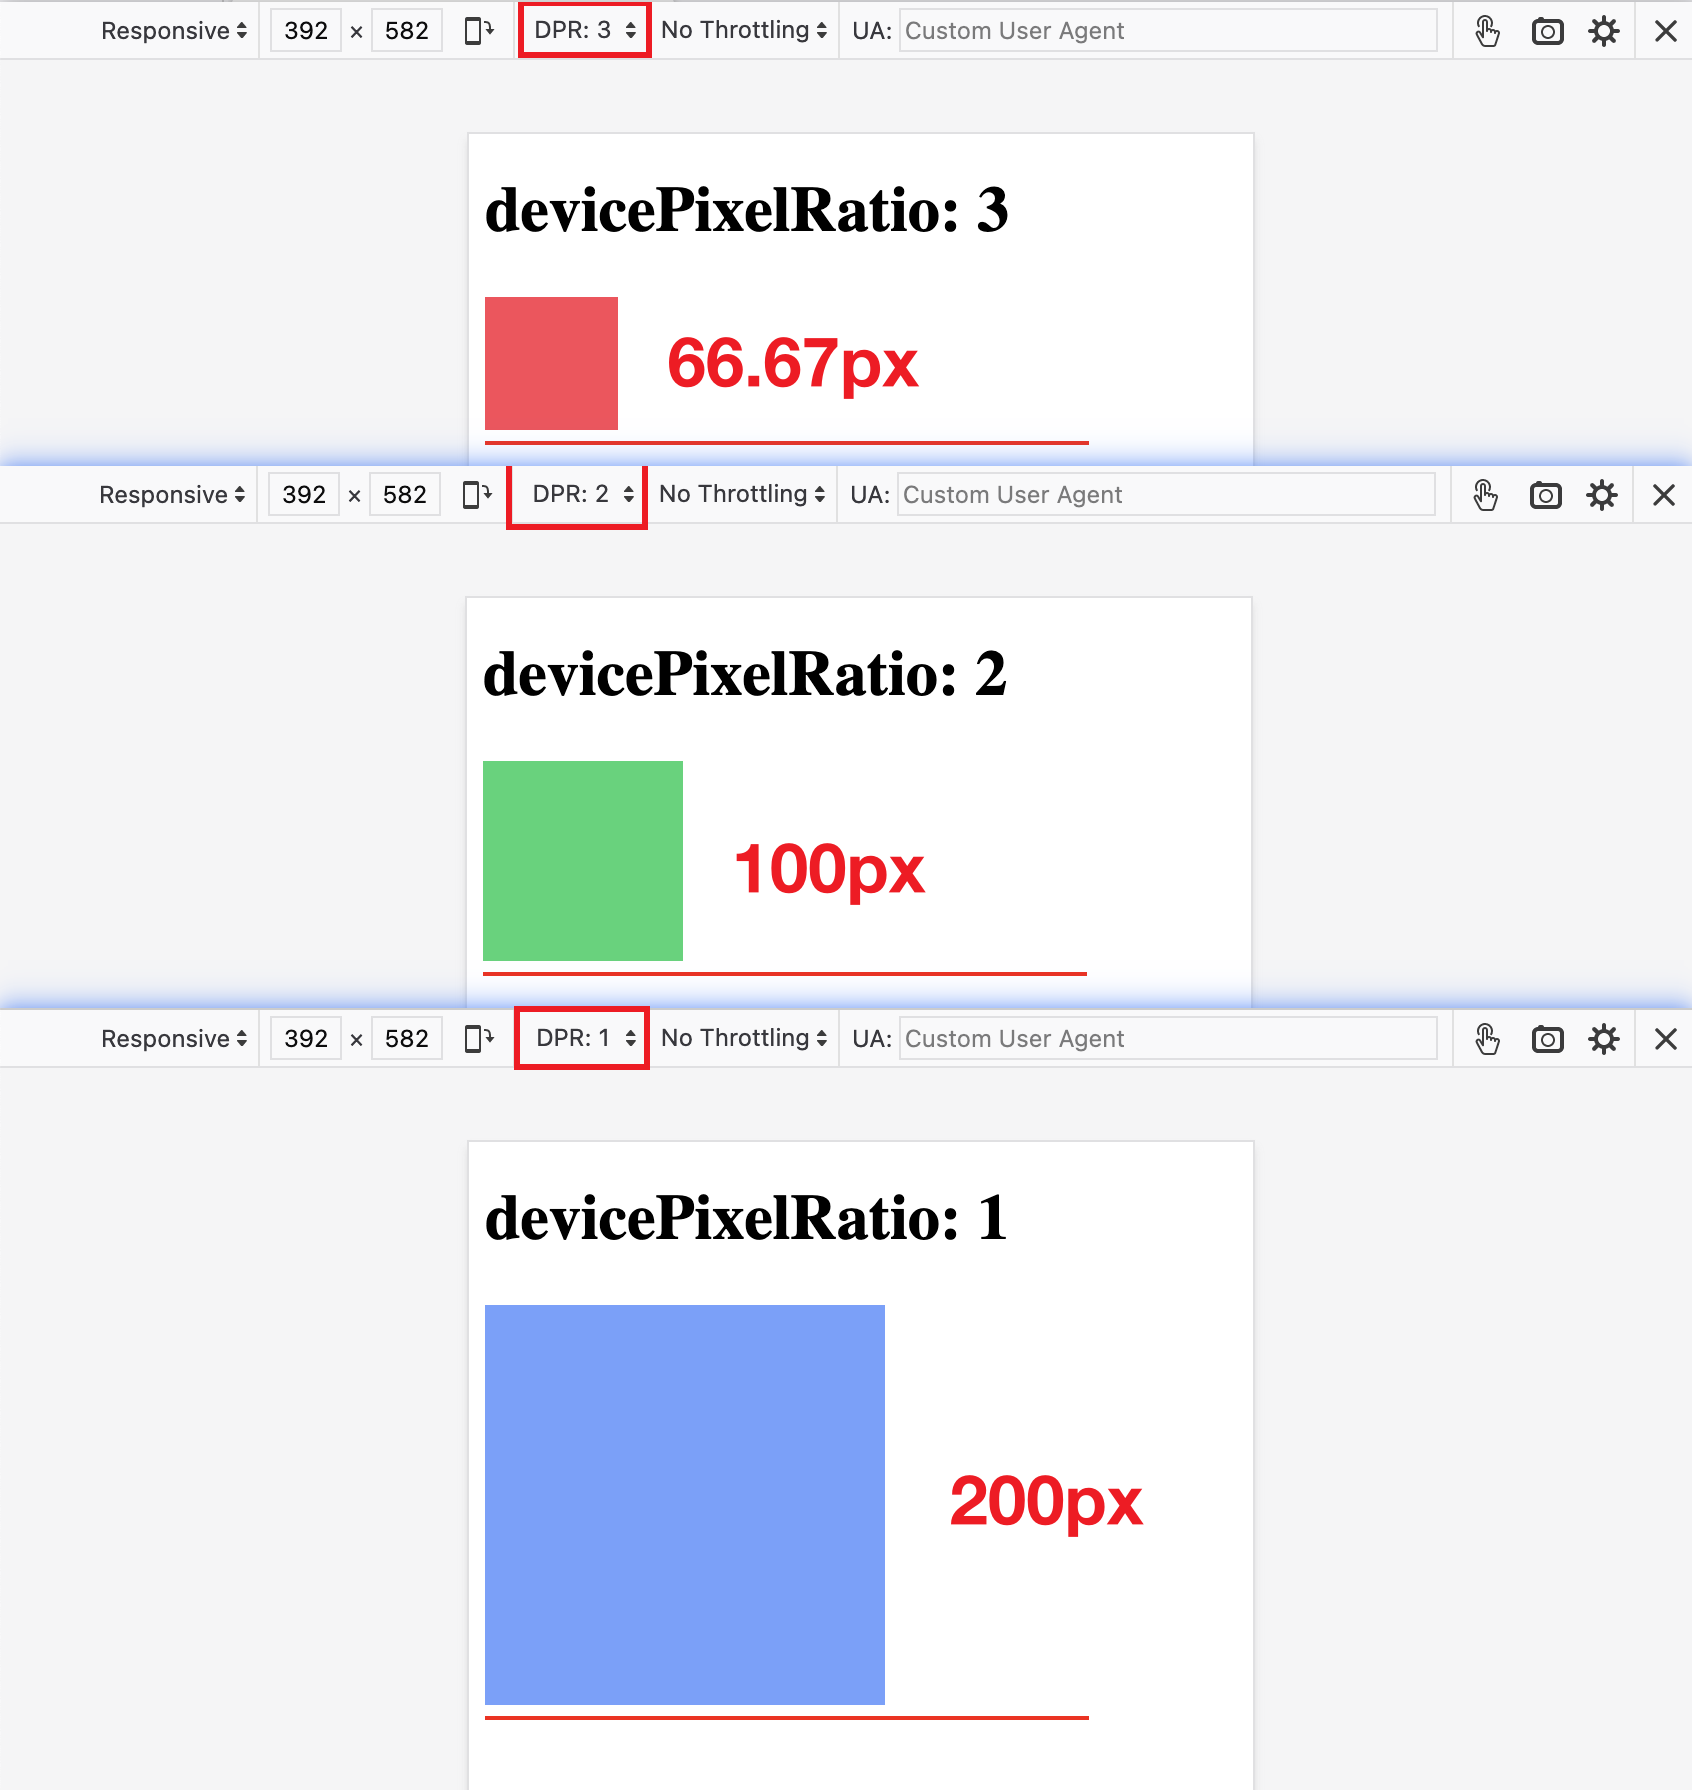 Responsive 392 × 582 DPR: 3 No Throttling UA: Custom User Agent
devicePixelRatio: 3
66.67px
Responsive 392 × 582 DPR: 2 No Throttling UA: Custom User Agent
devicePixelRatio: 2
100px
Responsive 392 × 582 DPR: 1 No Throttling UA: Custom User Agent
devicePixelRatio: 1
200px